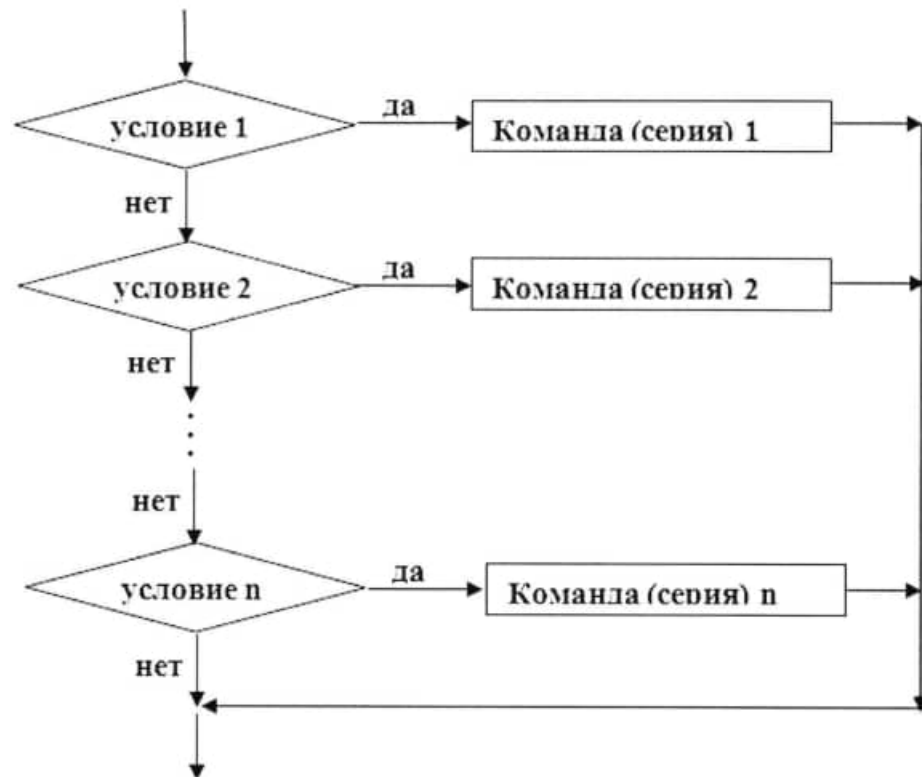 да
условие 1
Команда (серия) 1
нет
да
условие 2
Команда (серия) 2
нет
нет
да
условие n
Команда (серия) n
нет